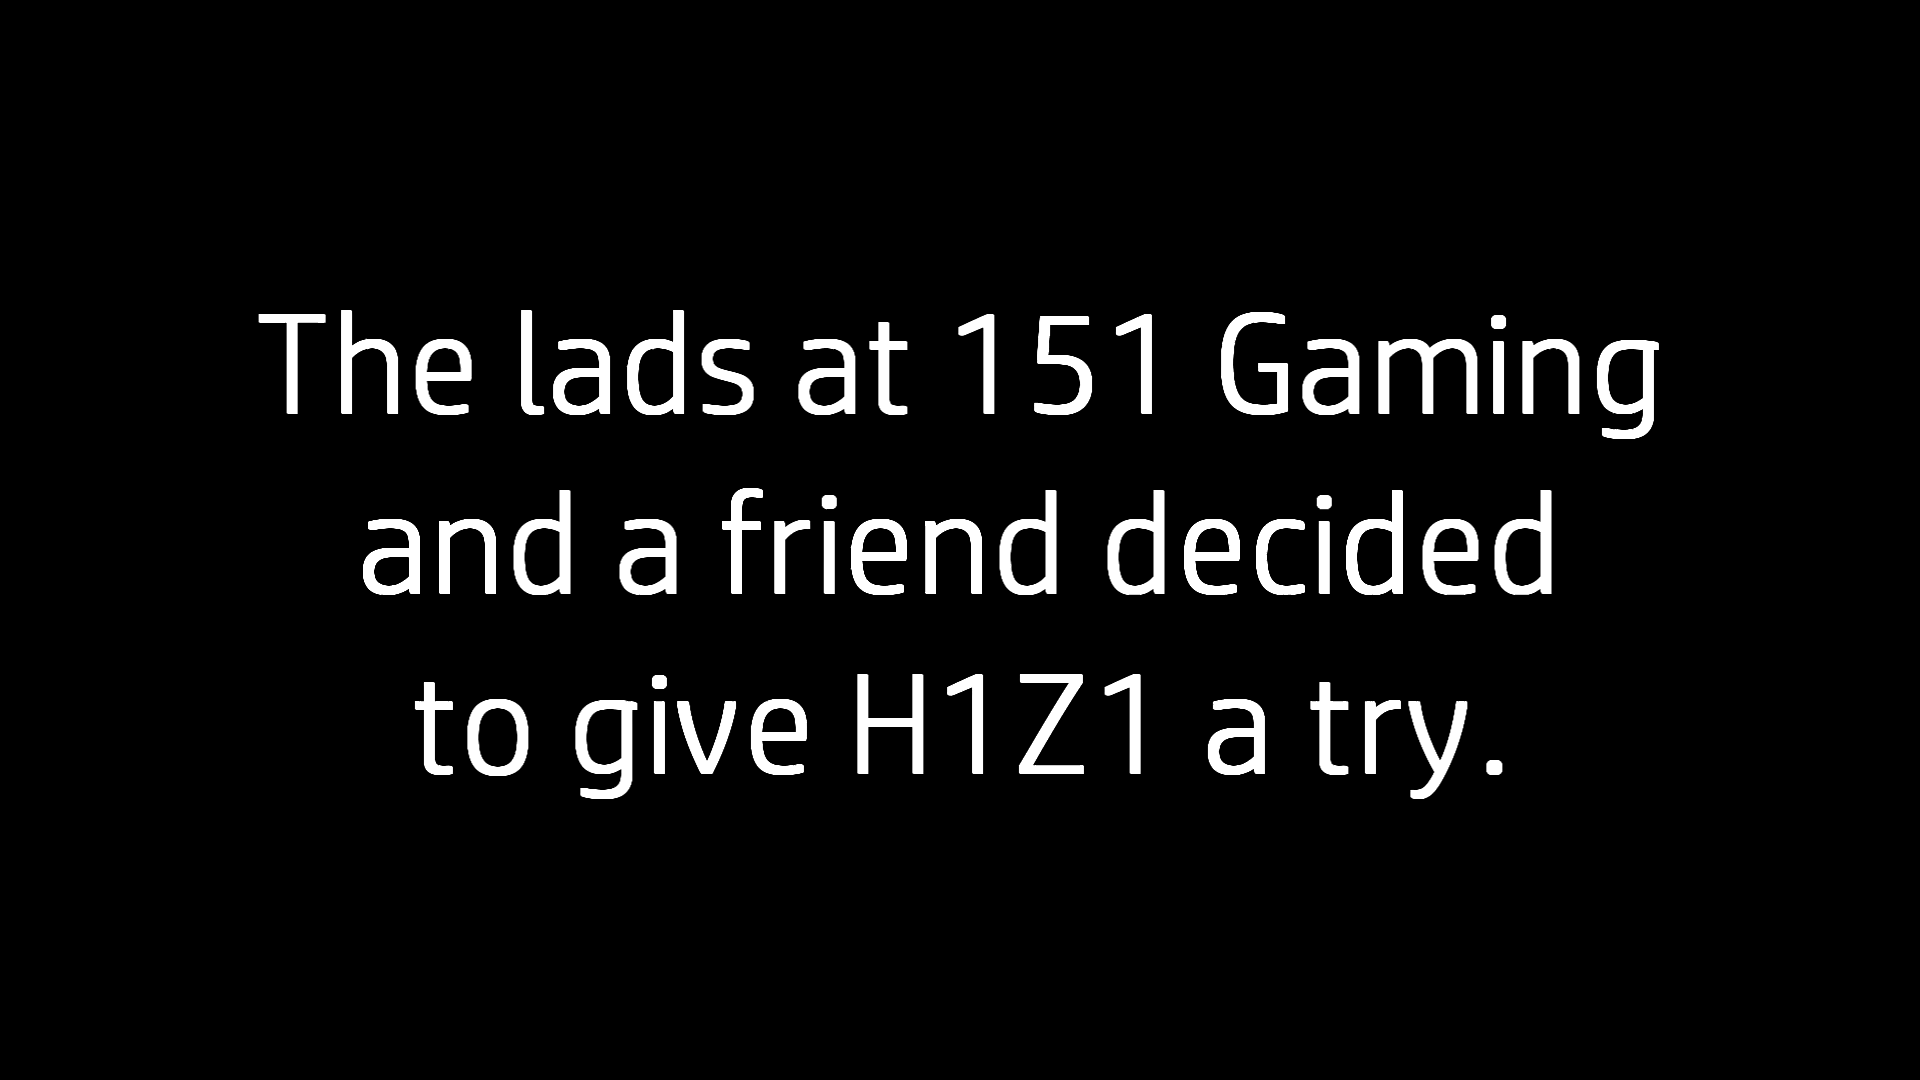 The lads at 151 Gaming
and a friend decided
to give H1Z1 a try.